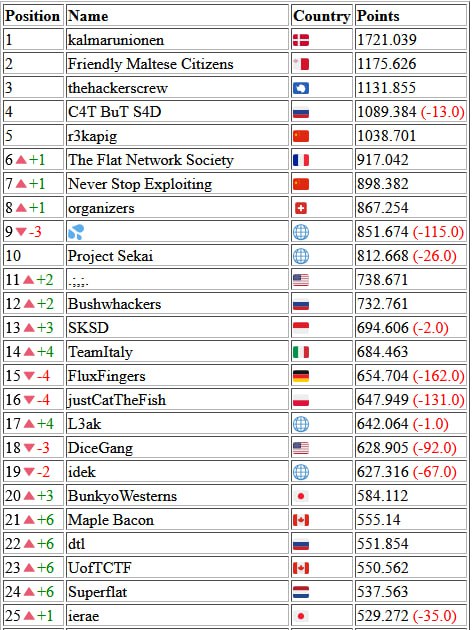 Position Name Country Points
1 kalmarunionen 1721.039
2 Friendly Maltese Citizens 1175.626
3 thehackerscrew 1131.855
4 C4T BuT S4D 1089.384 (-13.0)
5 r3kapig 1038.701
6 +1 The Flat Network Society 917.042
7 +1 Never Stop Exploiting 898.382
8 +1 organizers 867.254
9 -3 💦 851.674 (-115.0)
10 Project Sekai 812.668 (-26.0)
11 +2 738.671
12 +2 Bushwhackers 732.761
13 +3 SKSD 694.606 (-2.0)
14 +4 TeamItaly 684.463
15 -4 FluxFingers 654.704 (-162.0)
16 -4 justCatTheFish 647.949 (-131.0)
17 +4 L3ak 642.064 (-1.0)
18 -3 DiceGang 628.905 (-92.0)
19 -2 idek 627.316 (-67.0)
20 +3 BunkyoWesterns 584.112
21 +6 Maple Bacon 555.14
22 +6 dtl 551.854
23 +6 UofTCTF 550.562
24 +6 Superflat 537.563
25 +1 ierae 529.272 (-35.0)